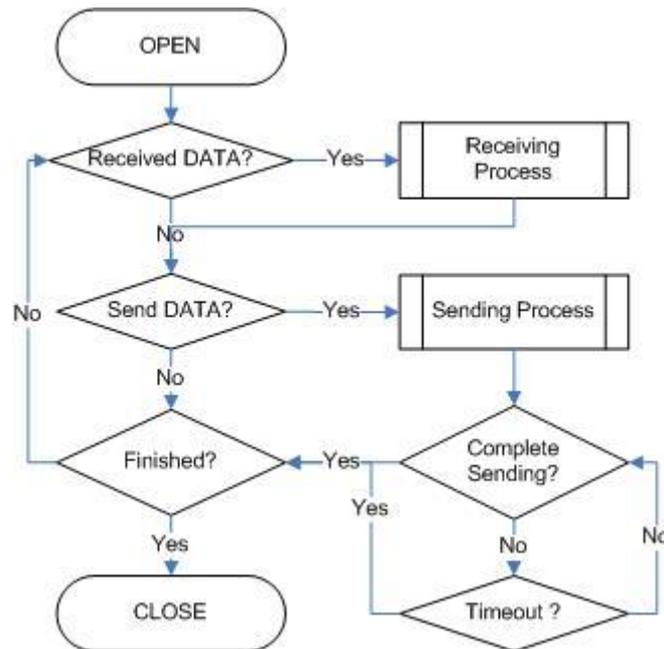 OPEN
Received DATA?
Yes
Receiving
Process
No
Send DATA?
Yes
Sending Process
No
No
Finished?
Yes
Complete
Sending?
Yes
No
No
Yes
Timeout ?
CLOSE